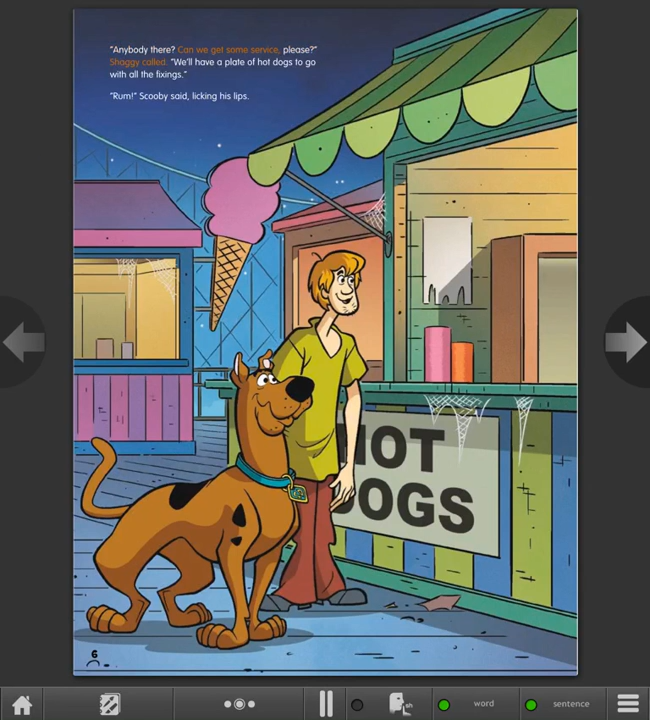 "Anybody there? Can we get some service, please?"
Shaggy called. "We'll have a plate of hot dogs to go
with all the fixings."
"Rum!" Scooby said, licking his lips.
HOT
DOGS
6
sh
word
sentence